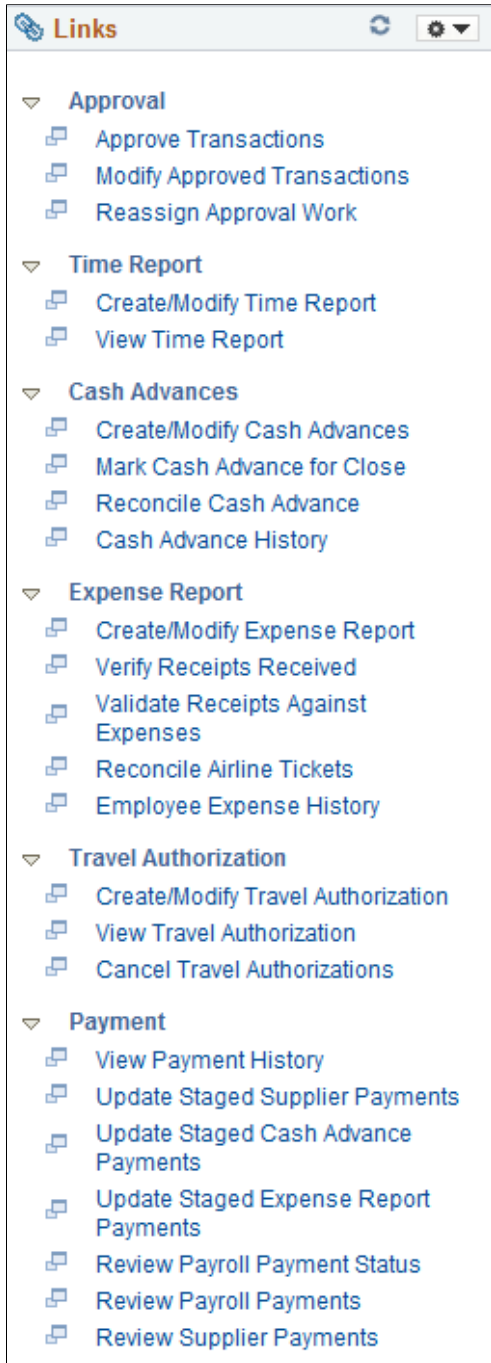 Links
Approval
Approve Transactions
Modify Approved Transactions
Reassign Approval Work
Time Report
Create/Modify Time Report
View Time Report
Cash Advances
Create/Modify Cash Advances
Mark Cash Advance for Close
Reconcile Cash Advance
Cash Advance History
Expense Report
Create/Modify Expense Report
Verify Receipts Received
Validate Receipts Against
Expenses
Reconcile Airline Tickets
Employee Expense History
Travel Authorization
Create/Modify Travel Authorization
View Travel Authorization
Cancel Travel Authorizations
Payment
View Payment History
Update Staged Supplier Payments
Update Staged Cash Advance
Payments
Update Staged Expense Report
Payments
Review Payroll Payment Status
Review Payroll Payments
Review Supplier Payments